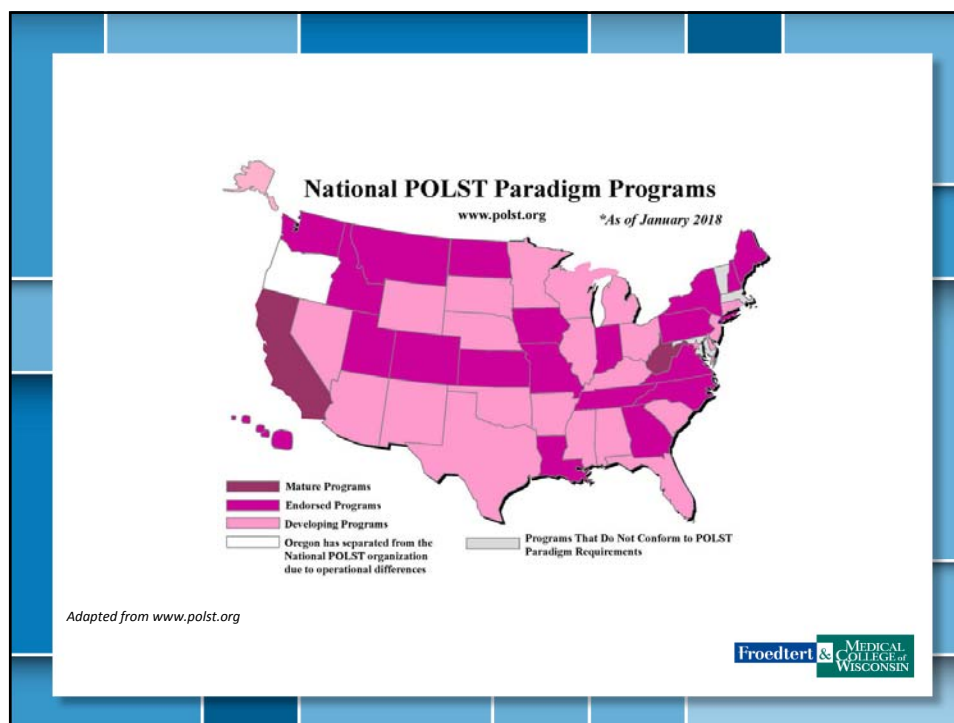 National POLST Paradigm Programs
www.polst.org
*As of January 2018
Mature Programs
Endorsed Programs
Developing Programs
Oregon has separated from the
National POLST organization
due to operational differences
Programs That Do Not Conform to POLST
Paradigm Requirements
Adapted from www.polst.org
Froedtert & MEDICAL
COLLEGE of
WISCONSIN